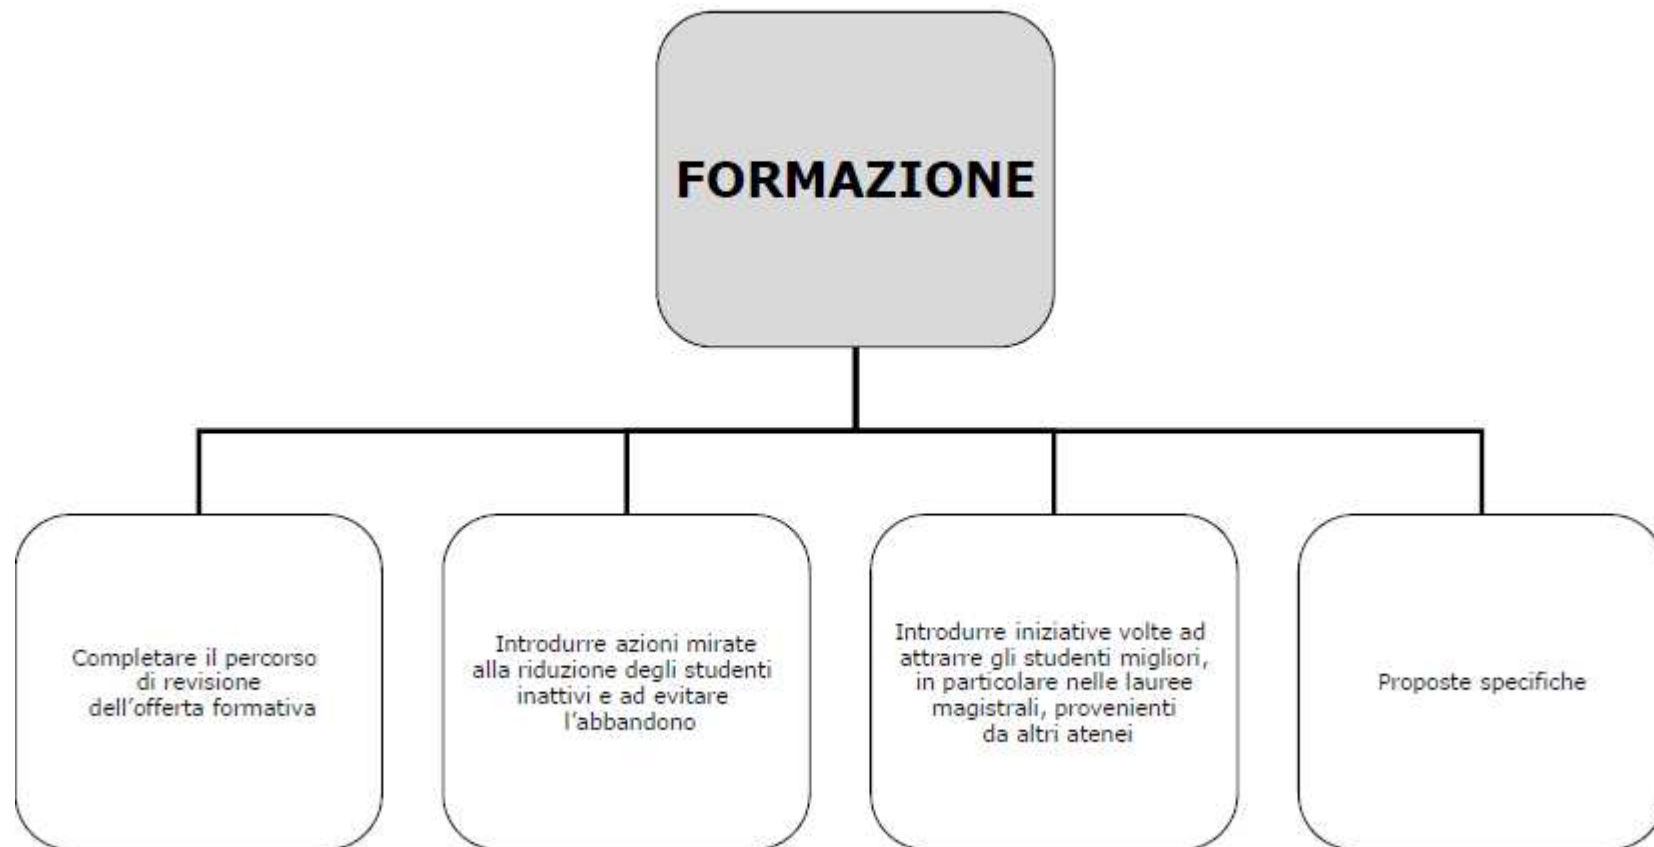 FORMAZIONE
Completare il percorso
di revisione
dell'offerta formativa
Introdurre azioni mirate
alla riduzione degli studenti
inattivi e ad evitare
l'abbandono
Introdurre iniziative volte ad
attrarre gli studenti migliori,
in particolare nelle lauree
magistrali, provenienti
da altri atenei
Proposte specifiche